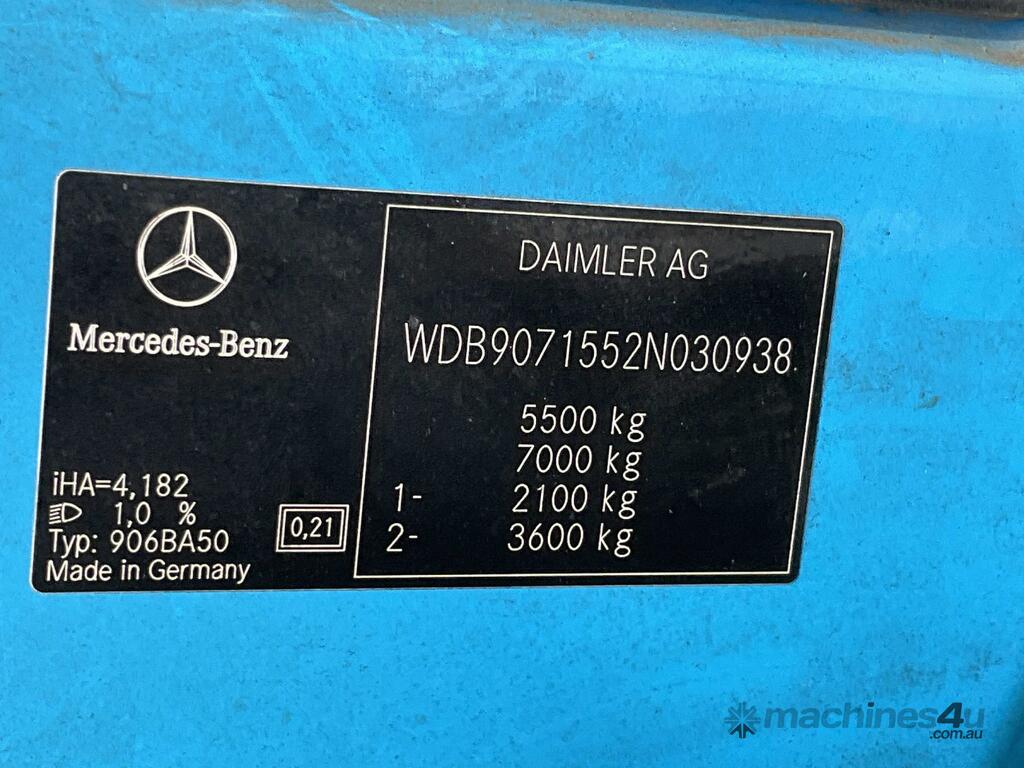 Mercedes-Benz
iHA=4,182
1,0 %
Typ: 906BA50
Made in Germany
0,21
DAIMLER AG
WDB9071552N030938
5500 kg
7000 kg
1- 2100 kg
2- 3600 kg
machines4u
.com.au